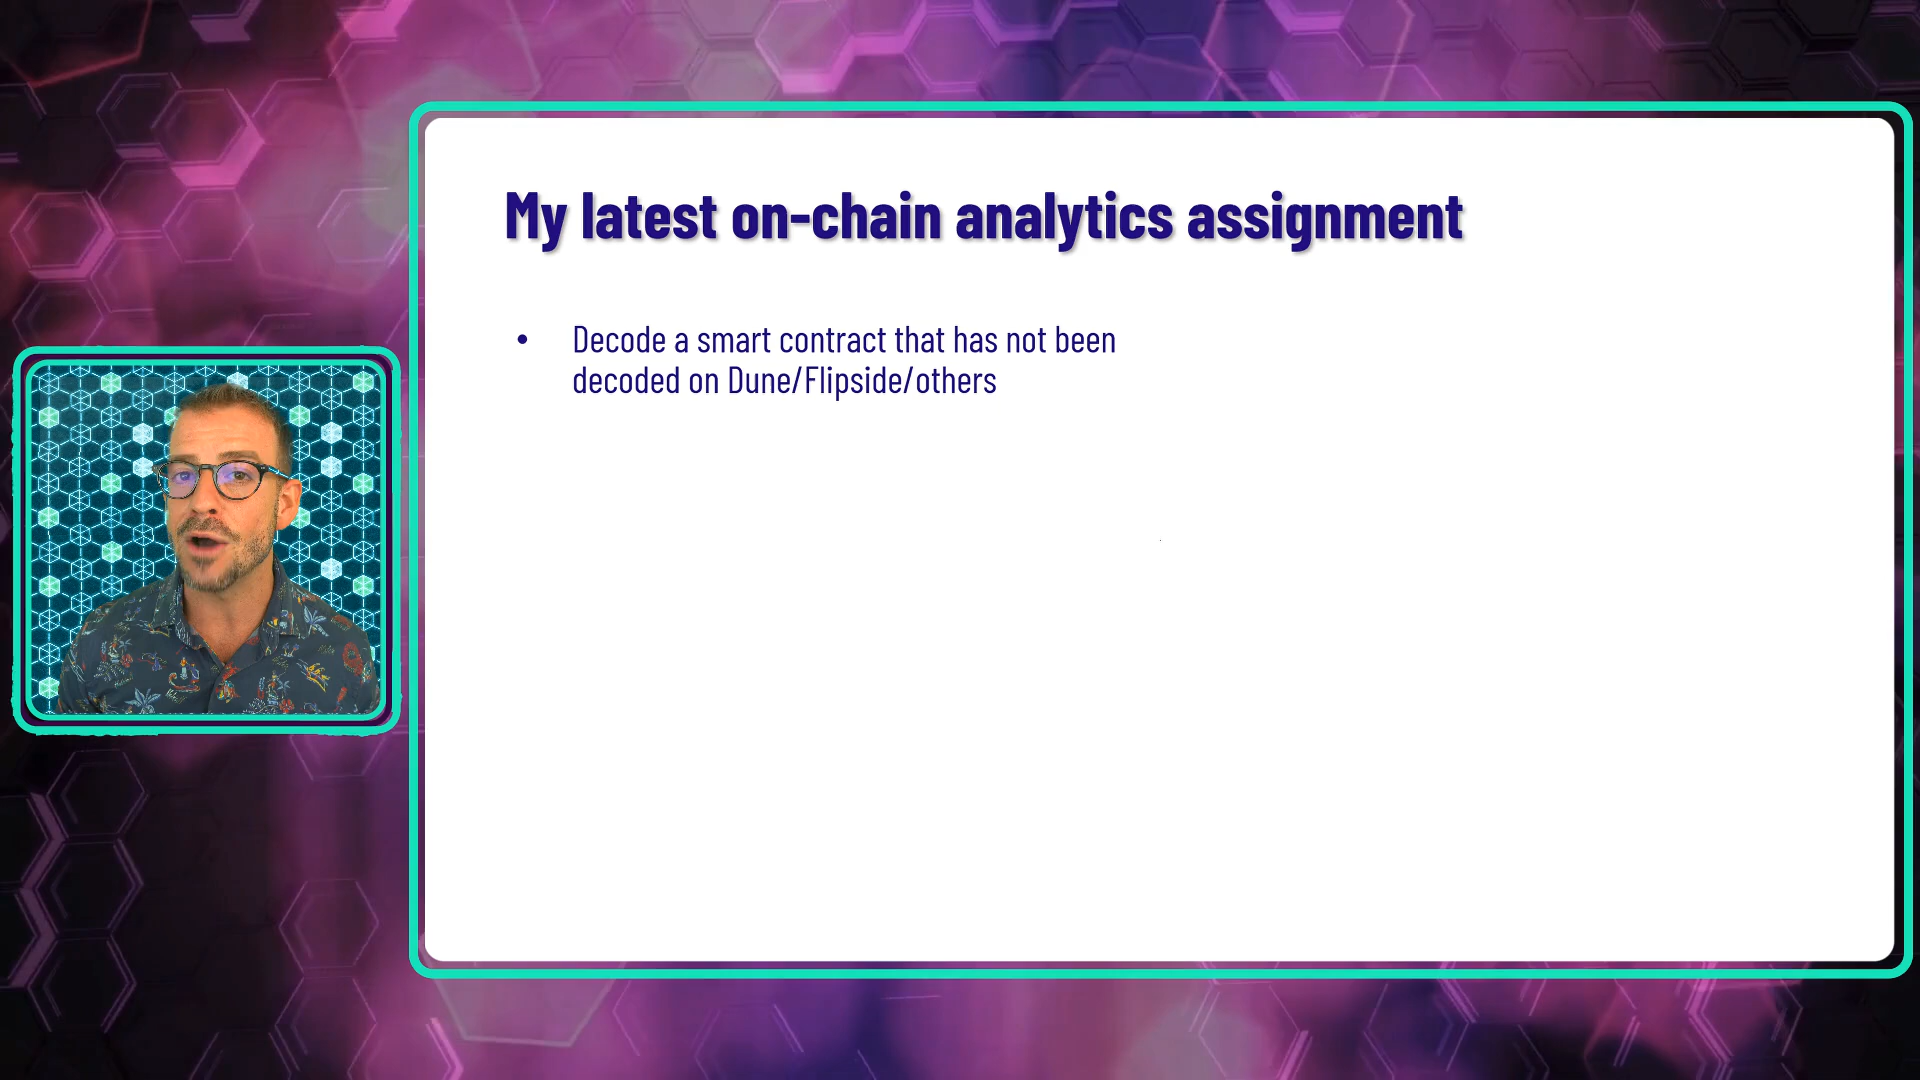 My latest on-chain analytics assignment
• Decode a smart contract that has not been
decoded on Dune/Flipside/others